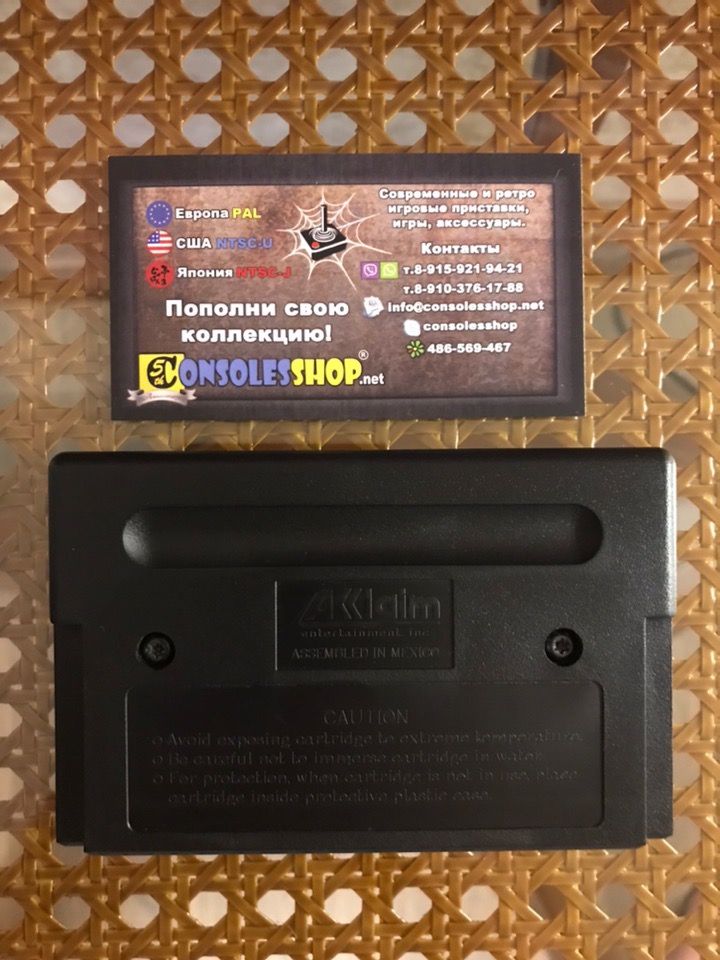 Европа PAL
США NTSC-U
Япония NTSC-J
Пополни свою
коллекцию!
CONSOLESSHOP.net®
Современные и ретро
игровые приставки,
игры, аксессуары.
Контакты
т.8-915-921-94-21
т.8-910-376-17-88
info@consolesshop.net
consolesshop
486-569-467
AKKlaim
entertainment, inc.
ASSEMBLED IN MEXICO
CAUTION
o Avoid exposing cartridge to extreme temperature.
o Be careful not to immerse cartridge in water.
o For protection, when cartridge is not in use, place
cartridge inside protective plastic case.